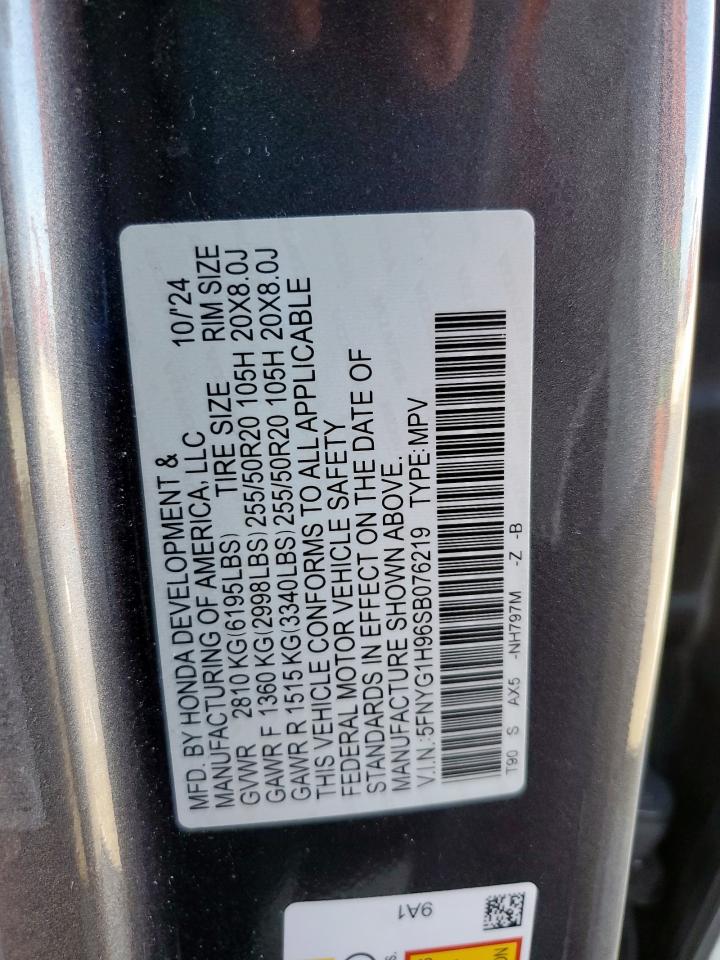 MFD. BY HONDA DEVELOPMENT &
MANUFACTURING OF AMERICA, LLC 10/'24
GVWR 2810 KG(6195LBS) TIRE SIZE RIM SIZE
GAWR F 1360 KG(2998LBS) 255/50R20 105H 20X8.0J
GAWR R 1515 KG(3340LBS) 255/50R20 105H 20X8.0J
THIS VEHICLE CONFORMS TO ALL APPLICABLE
FEDERAL MOTOR VEHICLE SAFETY
STANDARDS IN EFFECT ON THE DATE OF
MANUFACTURE SHOWN ABOVE.
V.I.N.:5FNYG1H96SB076219 TYPE:MPV
T90 S AX5 -NH797M -Z -B
9A1